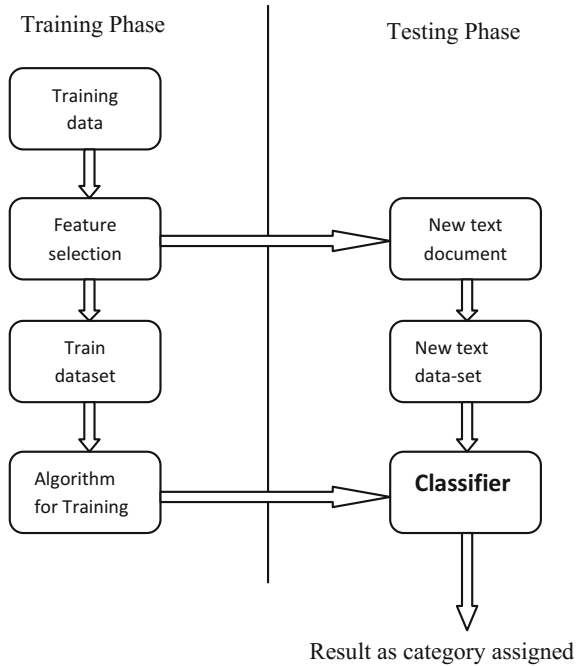 Training Phase
Testing Phase
Training
data
Feature
selection
New text
document
Train
dataset
New text
data-set
Algorithm
for Training
Classifier
Result as category assigned